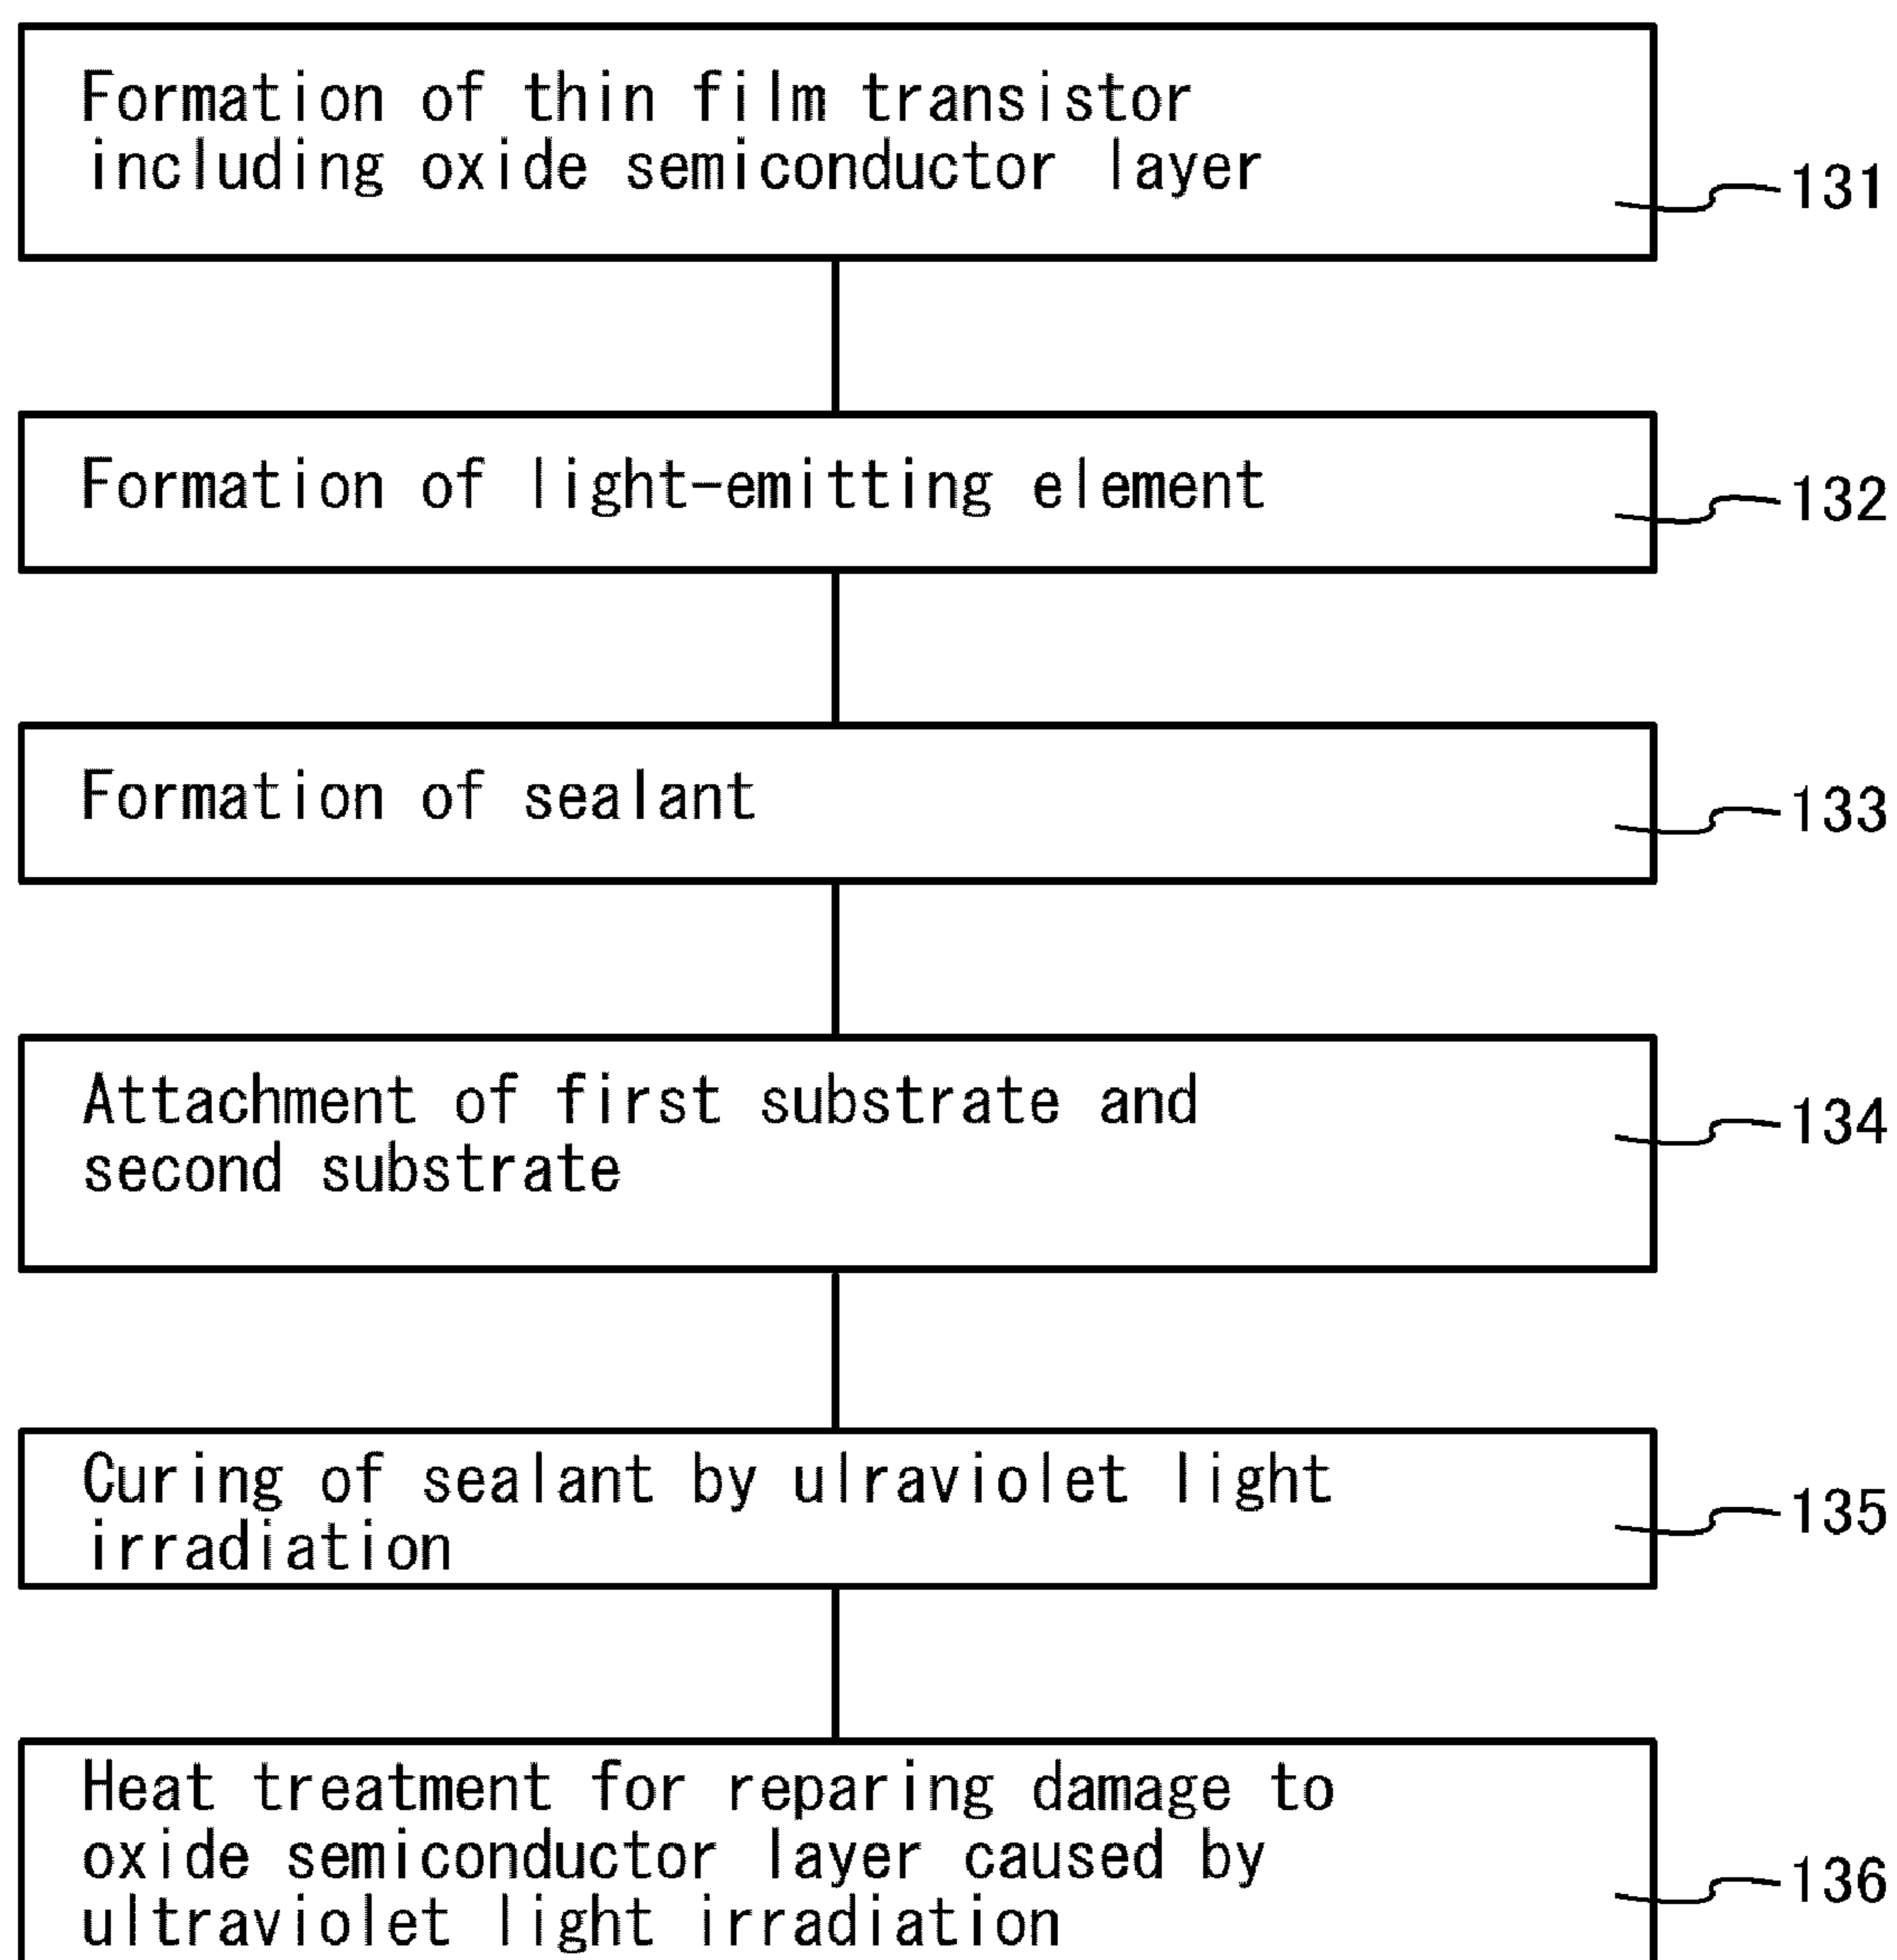 Formation of thin film transistor
including oxide semiconductor layer
131
Formation of light-emitting element
132
Formation of sealant
133
Attachment of first substrate and
second substrate
134
Curing of sealant by ulraviolet light
irradiation
135
Heat treatment for reparing damage to
oxide semiconductor layer caused by
ultraviolet light irradiation
136